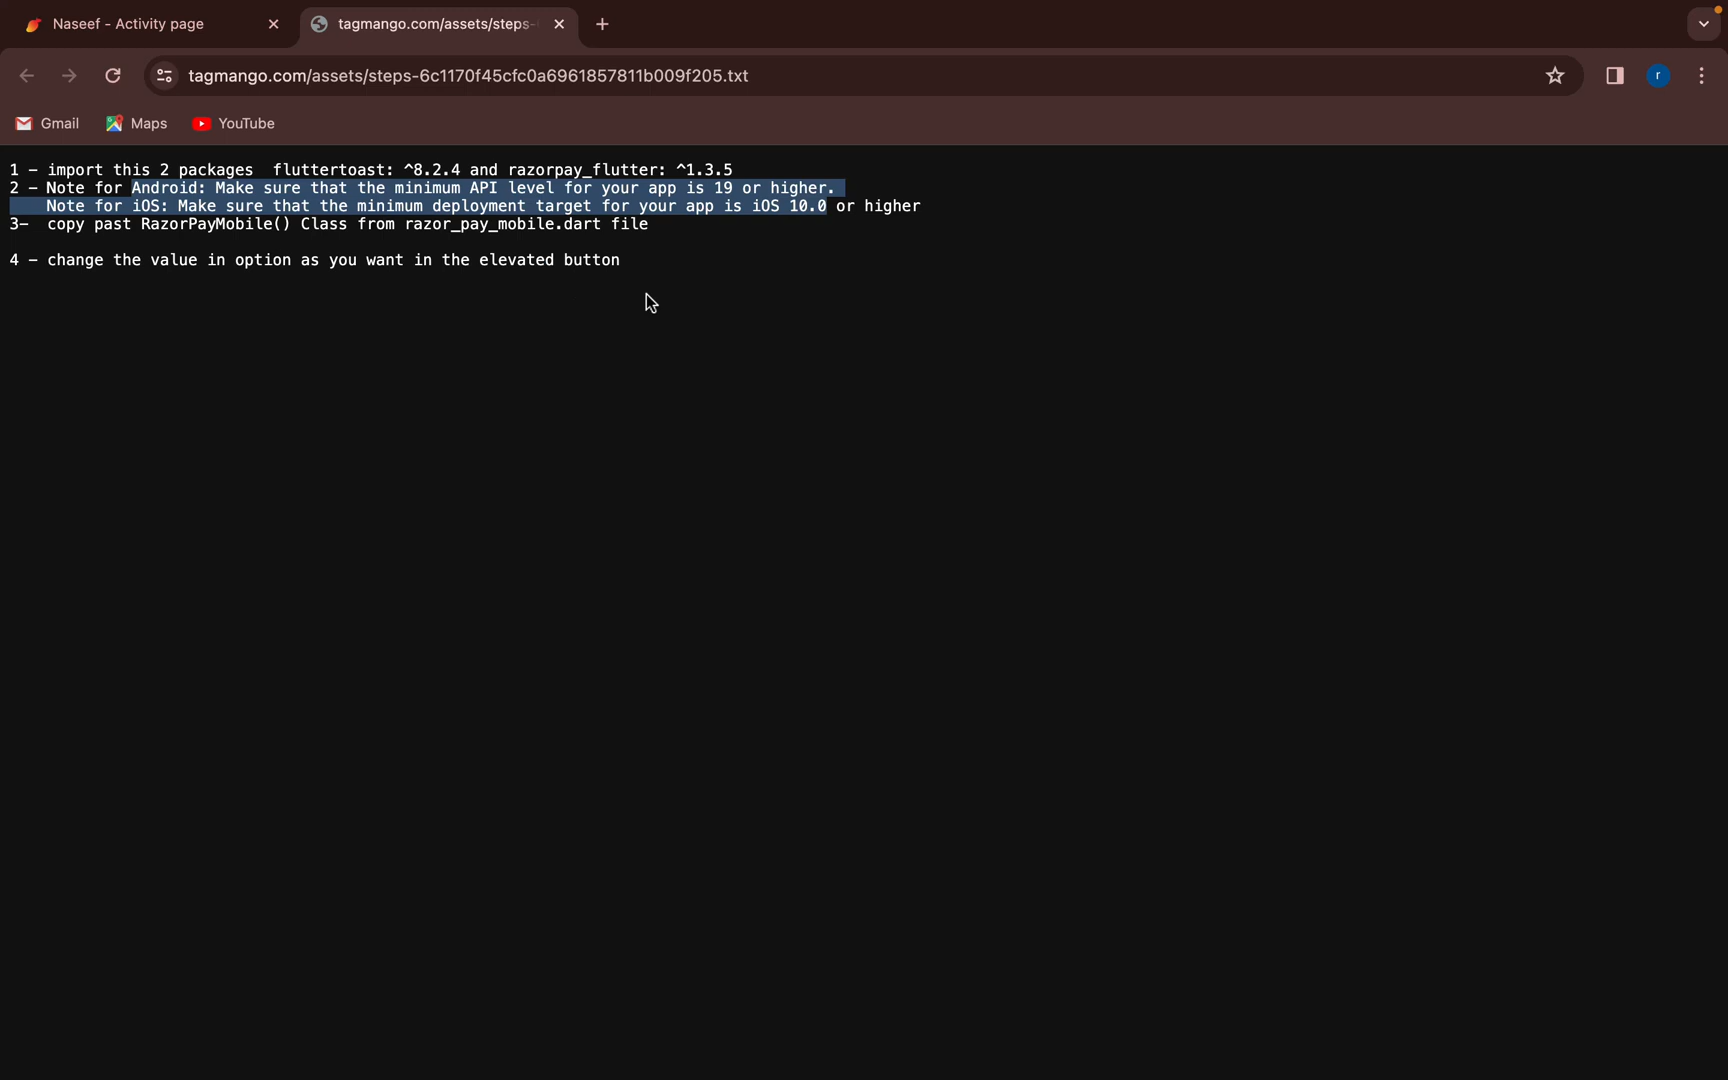 Naseef - Activity page
tagmango.com/assets/steps-
tagmango.com/assets/steps-6c1170f45cfc0a6961857811b009f205.txt
r
Gmail
Maps
YouTube
1 – import this 2 packages  fluttertoast: ^8.2.4 and razorpay_flutter: ^1.3.5
2 – Note for Android: Make sure that the minimum API level for your app is 19 or higher.
Note for iOS: Make sure that the minimum deployment target for your app is iOS 10.0 or higher
3–  copy past RazorPayMobile() Class from razor_pay_mobile.dart file
4 – change the value in option as you want in the elevated button